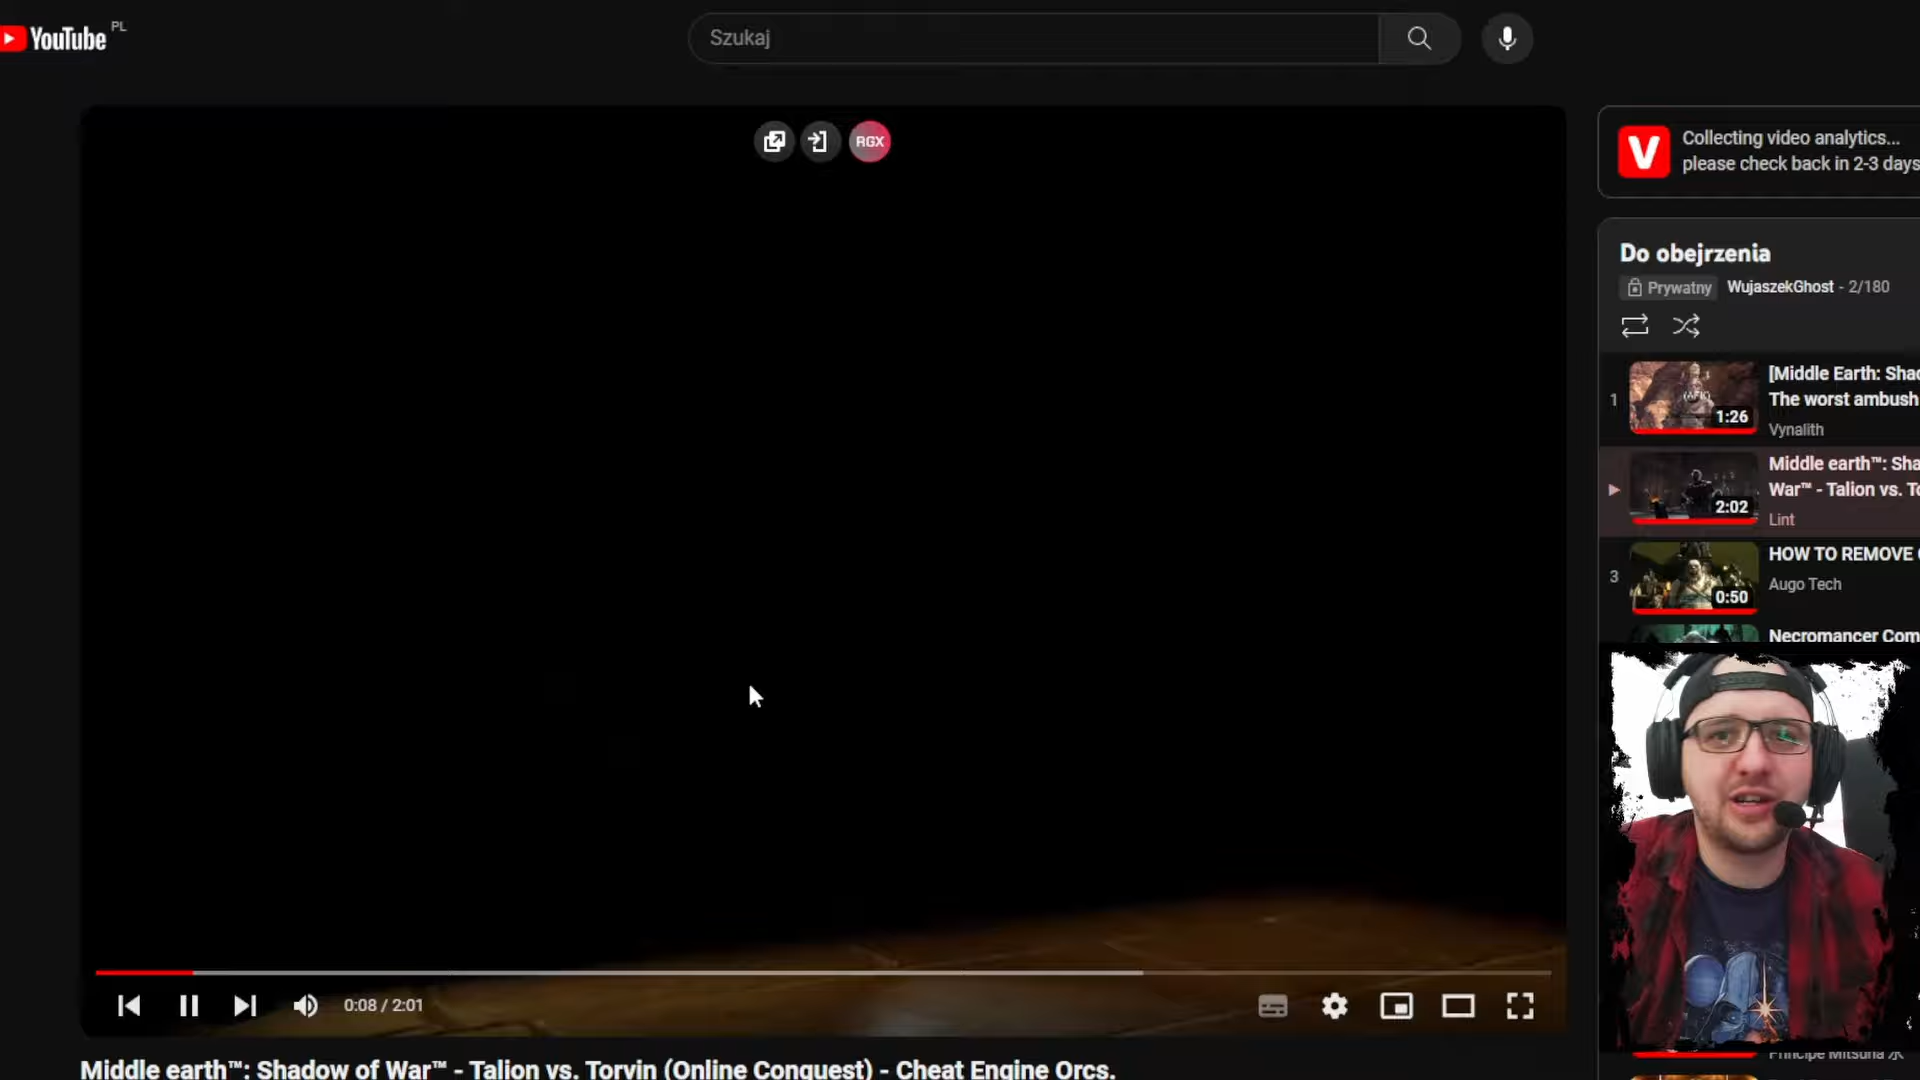 YouTube PL
Szukaj
RGX
Collecting video analytics...
please check back in 2-3 days
Do obejrzenia
Prywatny WujaszekGhost - 2/180
1
1:26
[Middle Earth: Shad
The worst ambush
Vynalith
2:02
Middle earth™: Sha
War™ - Talion vs. To
Lint
3
0:50
HOW TO REMOVE
Augo Tech
Necromancer Com
0:08 / 2:01
Principe Mitsuha
Middle earth™: Shadow of War™ - Talion vs. Torvin (Online Conquest) - Cheat Engine Orcs.